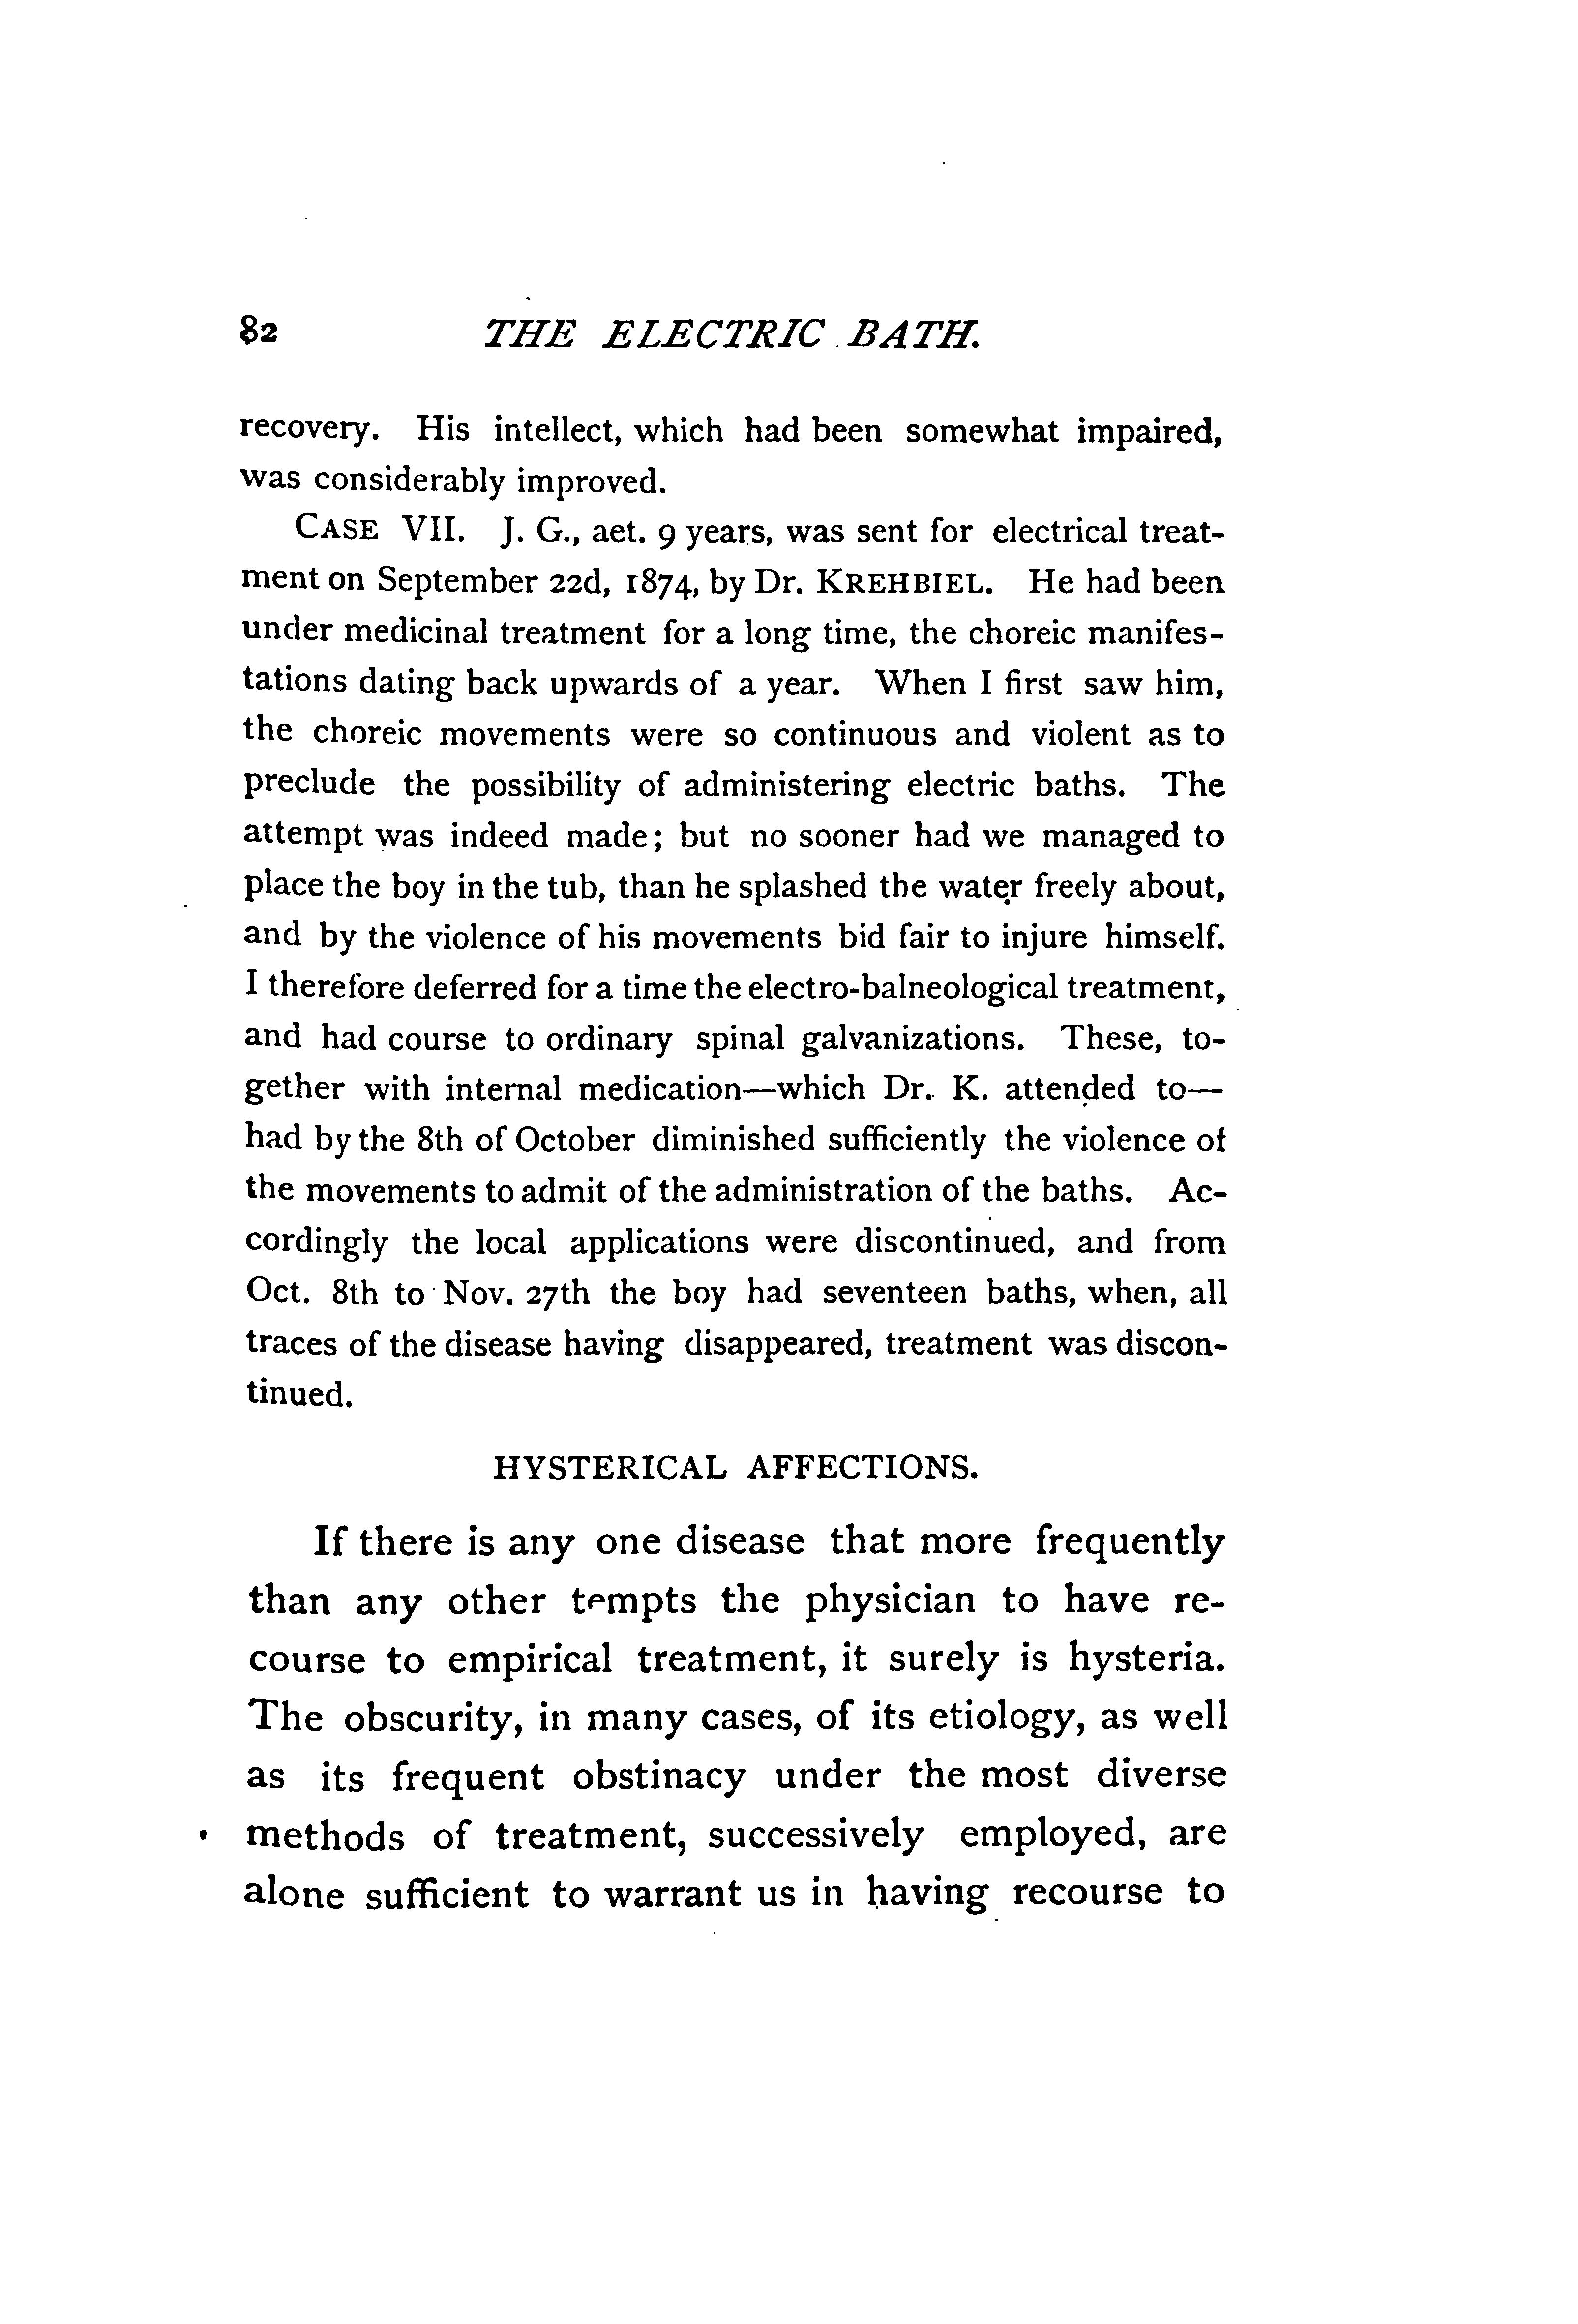 82 THE ELECTRIC BATH.
recovery. His intellect, which had been somewhat impaired,
was considerably improved.
CASE VII. J. G., aet. 9 years, was sent for electrical treat-
ment on September 22d, 1874, by Dr. KREHBIEL. He had been
under medicinal treatment for a long time, the choreic manifes-
tations dating back upwards of a year. When I first saw him,
the choreic movements were so continuous and violent as to
preclude the possibility of administering electric baths. The
attempt was indeed made; but no sooner had we managed to
place the boy in the tub, than he splashed the water freely about,
and by the violence of his movements bid fair to injure himself.
I therefore deferred for a time the electro-balneological treatment,
and had course to ordinary spinal galvanizations. These, to-
gether with internal medication—which Dr. K. attended to—
had by the 8th of October diminished sufficiently the violence of
the movements to admit of the administration of the baths. Ac-
cordingly the local applications were discontinued, and from
Oct. 8th to Nov. 27th the boy had seventeen baths, when, all
traces of the disease having disappeared, treatment was discon-
tinued.
HYSTERICAL AFFECTIONS.
If there is any one disease that more frequently
than any other tempts the physician to have re-
course to empirical treatment, it surely is hysteria.
The obscurity, in many cases, of its etiology, as well
as its frequent obstinacy under the most diverse
methods of treatment, successively employed, are
alone sufficient to warrant us in having recourse to